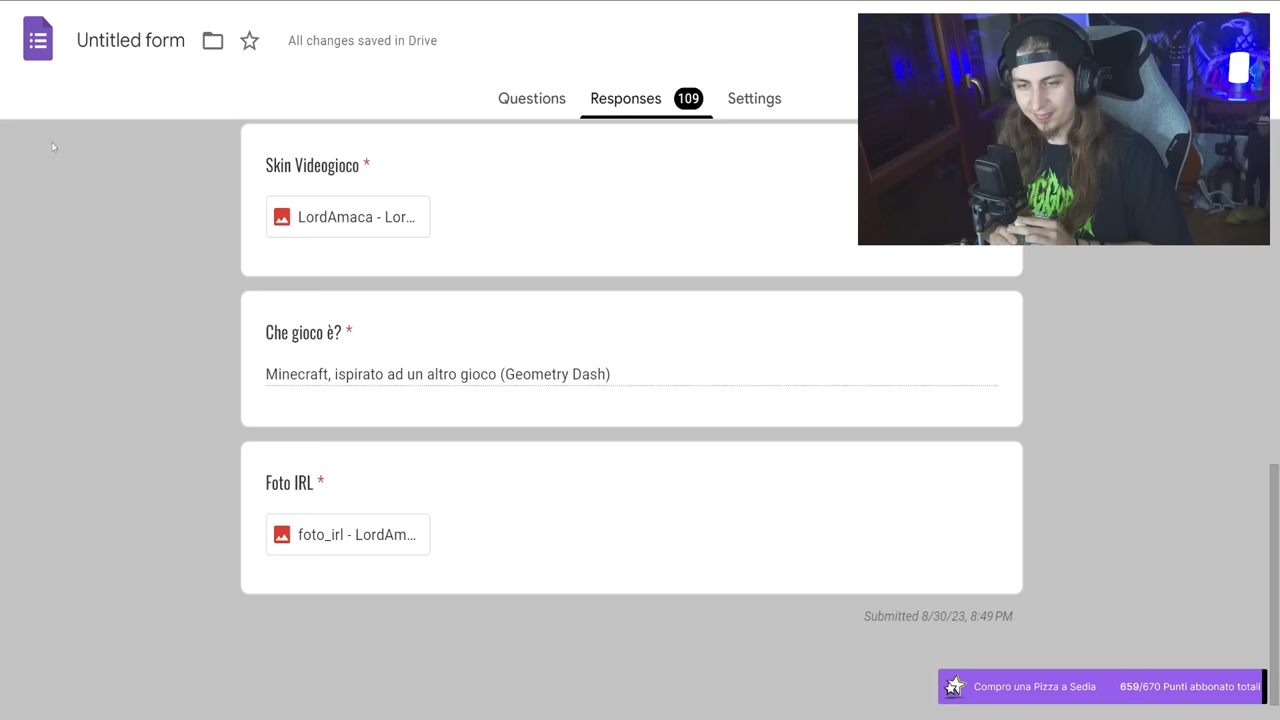 Untitled form
All changes saved in Drive
Questions
Responses 109
Settings
Skin Videogioco *
LordAmaca - Lor...
Che gioco è? *
Minecraft, ispirato ad un altro gioco (Geometry Dash)
Foto IRL *
foto_irl - LordAm...
Submitted 8/30/23, 8:49 PM
Compro una Pizza a Sedia 659/670 Punti abbonato totali